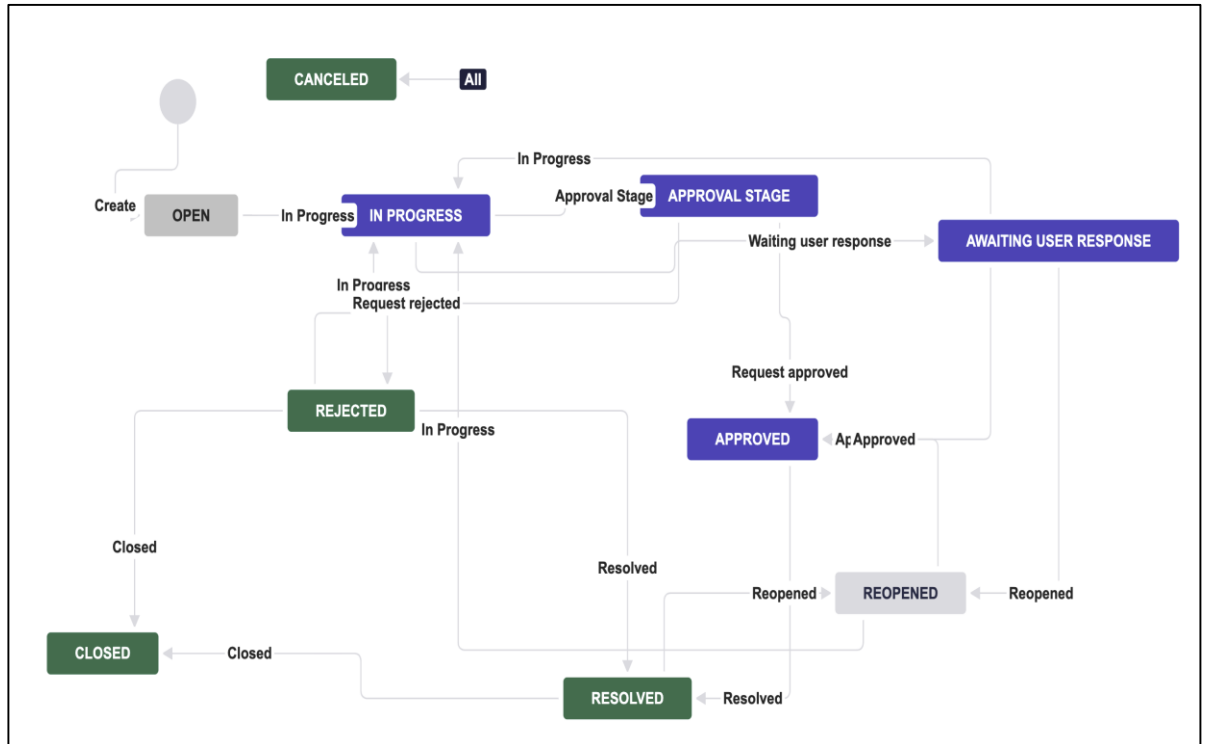 CANCELED
All
In Progress
Create
OPEN
In Progress
IN PROGRESS
Approval Stage
APPROVAL STAGE
Waiting user response
AWAITING USER RESPONSE
In Progress
Request rejected
Request approved
REJECTED
In Progress
APPROVED
Approved
Closed
Resolved
Reopened
REOPENED
Reopened
CLOSED
Closed
RESOLVED
Resolved